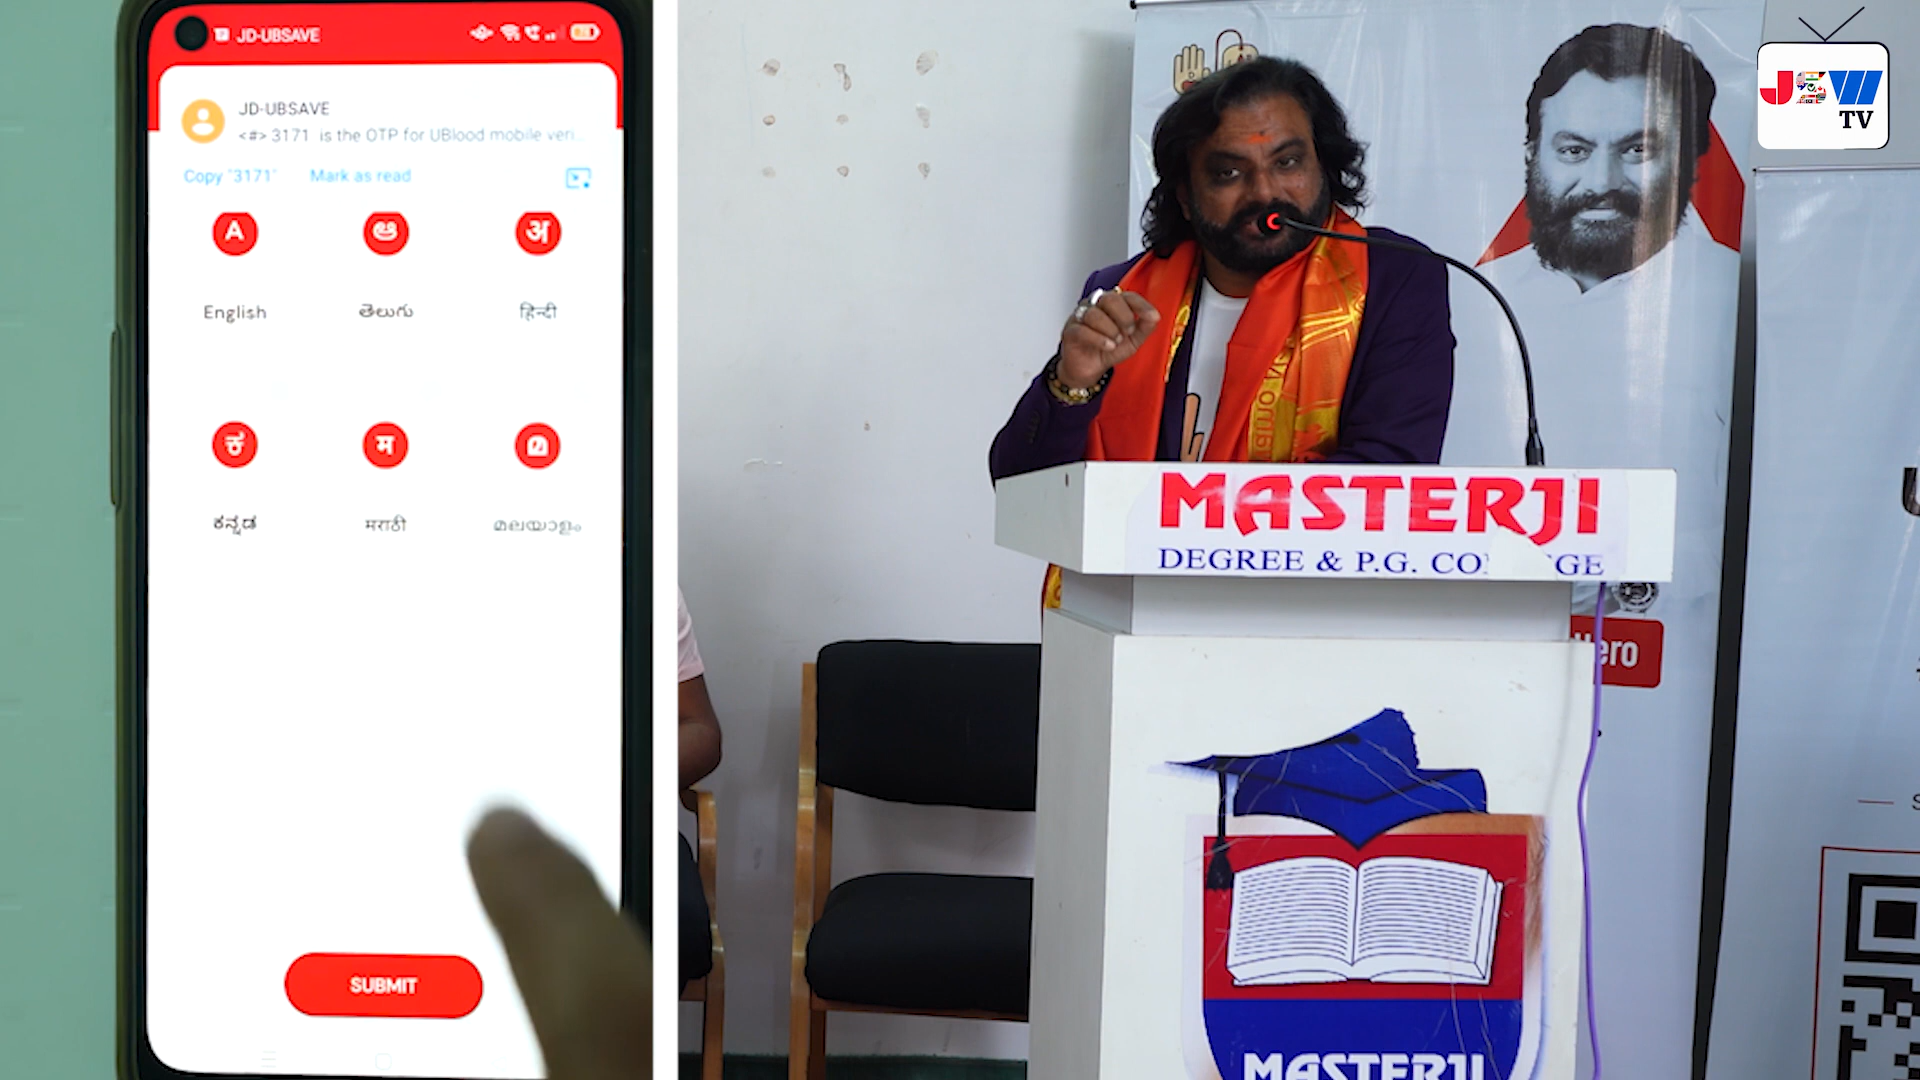 JD-UBSAVE
JD-UBSAVE
<#> 3171 is the OTP for UBlood mobile veri...
Copy "3171" Mark as read
A ఆ अ
English తెలుగు हिन्दी
ಕ म മ
ಕನ್ನಡ मराठी മലയാളം
SUBMIT
JSW
TV
MASTERJI
DEGREE & P.G. CO GE
MASTERJI